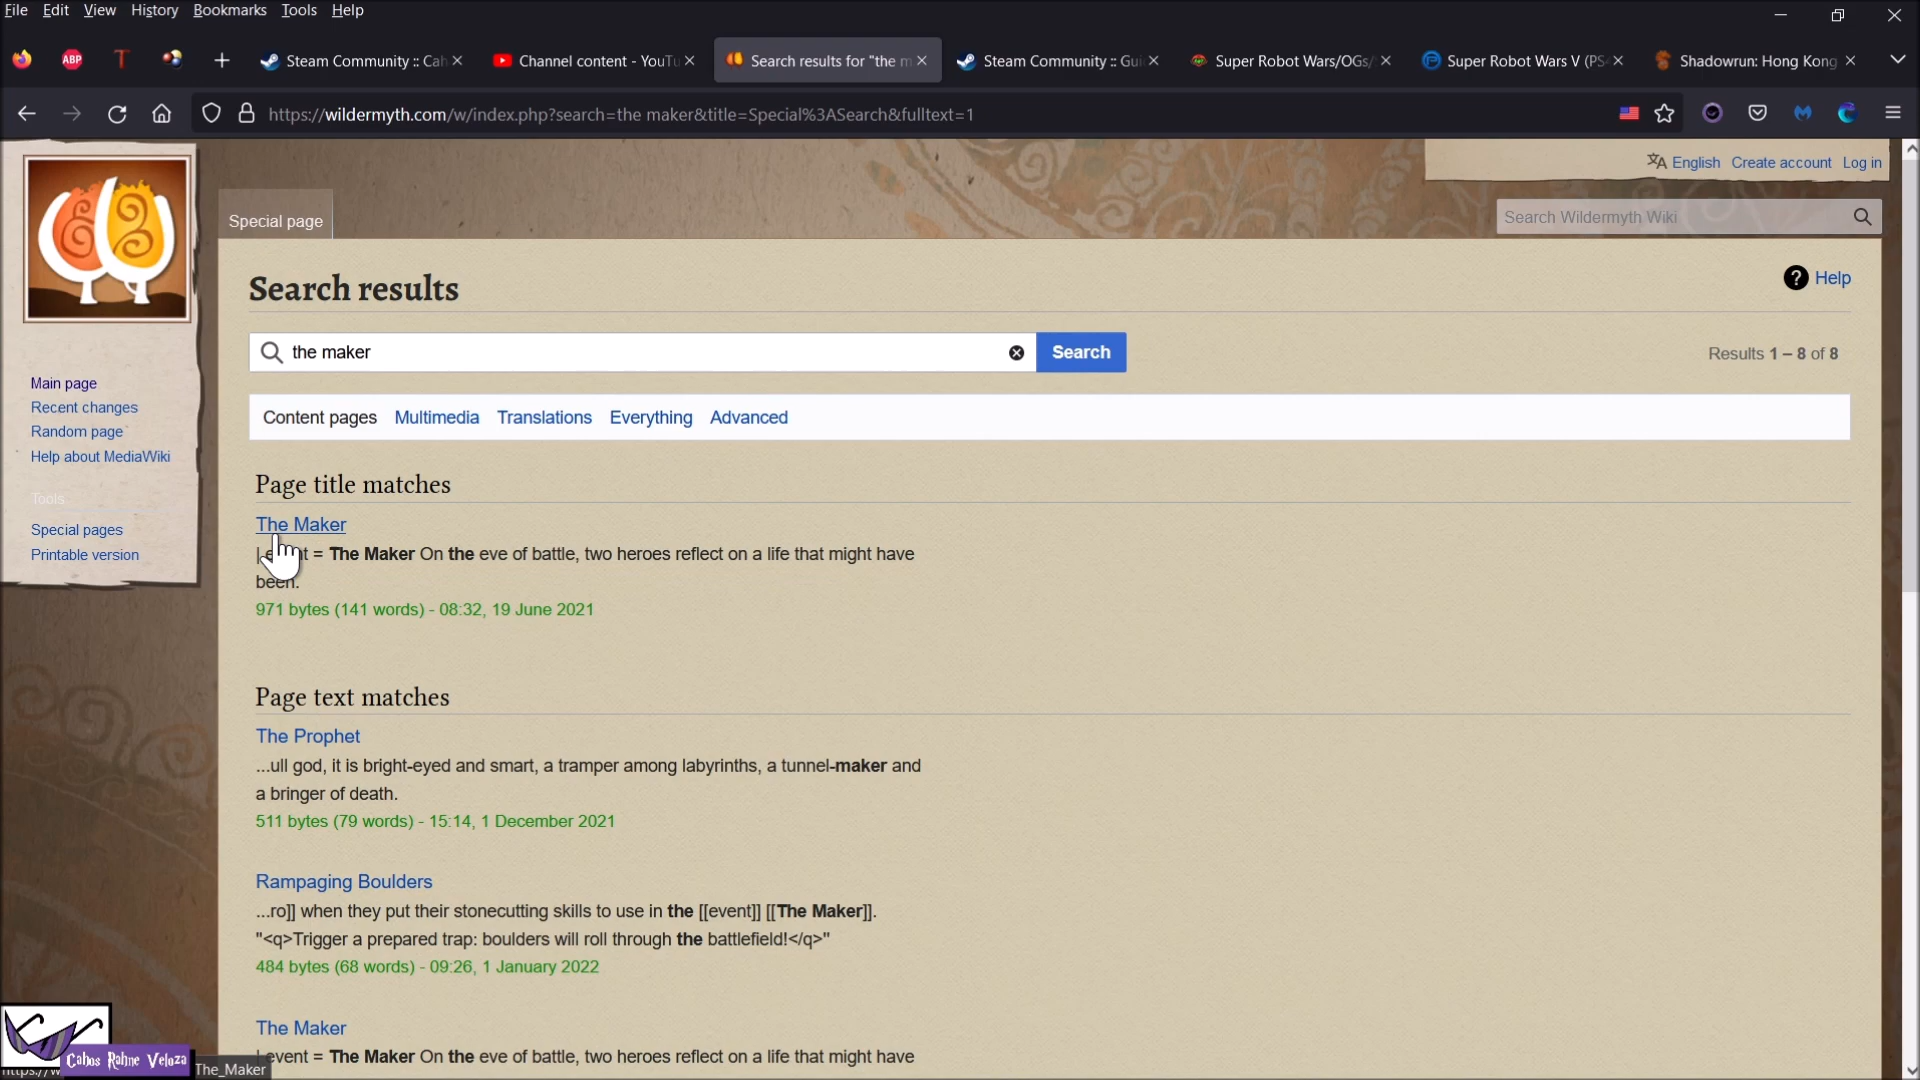 File Edit View History Bookmarks Tools Help
ABP T Steam Community :: Cah Channel content - YouTu Search results for "the m Steam Community :: Gui Super Robot Wars/OGs/ Super Robot Wars V (PS4 Shadowrun: Hong Kong
https://wildermyth.com/w/index.php?search=the maker&title=Special%3ASearch&fulltext=1
English Create account Log in
Special page
Search Wildermyth Wiki
Search results
Help
the maker
Search
Results 1 – 8 of 8
Main page
Recent changes
Random page
Help about MediaWiki
Tools
Special pages
Printable version
Content pages Multimedia Translations Everything Advanced
Page title matches
The Maker
= The Maker On the eve of battle, two heroes reflect on a life that might have
been.
971 bytes (141 words) - 08:32, 19 June 2021
Page text matches
The Prophet
...ull god, it is bright-eyed and smart, a tramper among labyrinths, a tunnel-maker and
a bringer of death.
511 bytes (79 words) - 15:14, 1 December 2021
Rampaging Boulders
...ro]] when they put their stonecutting skills to use in the [[event]] [[The Maker]].
"<q>Trigger a prepared trap: boulders will roll through the battlefield!</q>"
484 bytes (68 words) - 09:26, 1 January 2022
The Maker
event = The Maker On the eve of battle, two heroes reflect on a life that might have
Cahos Rahne Veloza
The_Maker